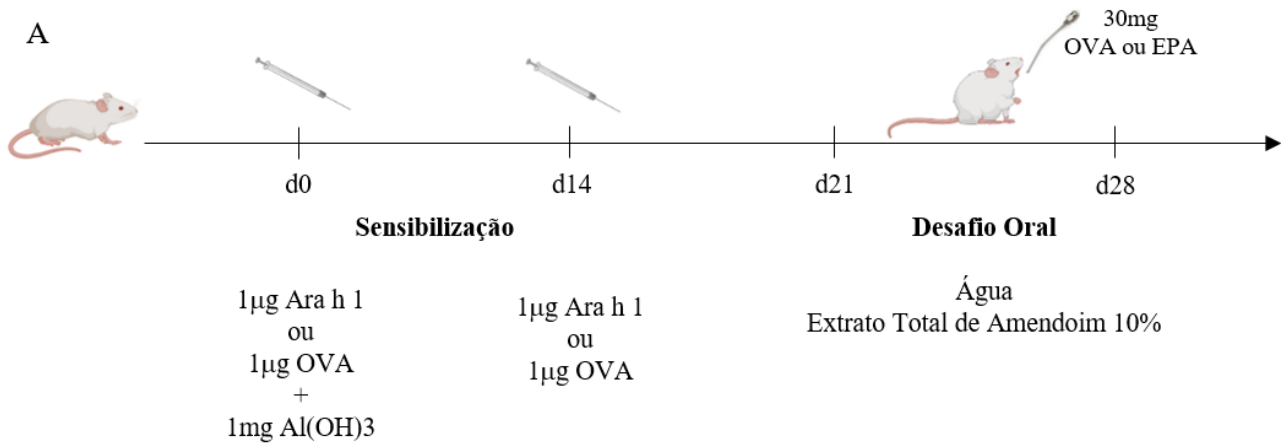 A
30mg
OVA ou EPA
d0
d14
d21
d28
Sensibilização
Desafio Oral
1μg Ara h 1
ou
1μg OVA
+
1mg Al(OH)3
1μg Ara h 1
ou
1μg OVA
Água
Extrato Total de Amendoim 10%